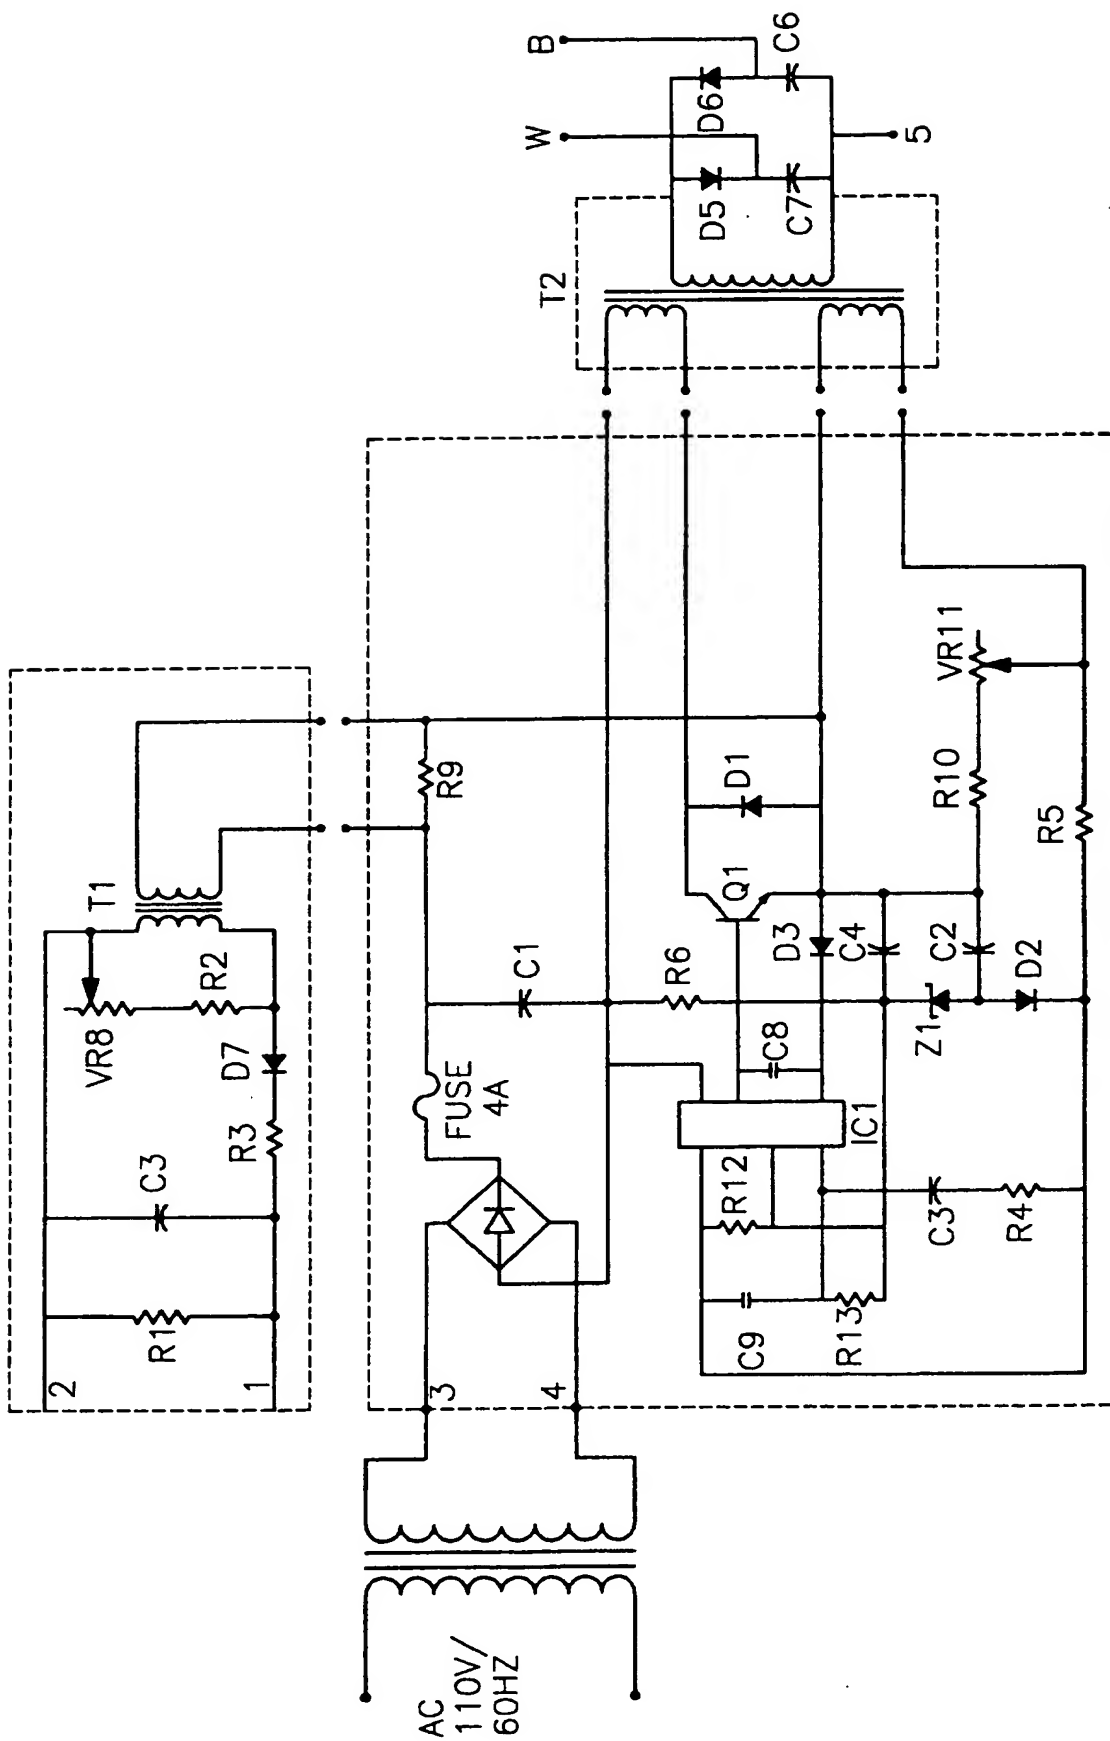 AC
110V/
60HZ
3
4
2
1
R1
C3
R3
D7
VR8
R2
T1
FUSE
4A
C1
R9
R6
Q1
D1
D3
C4
C2
D2
Z1
C8
IC1
R12
C9
R13
C3
R4
R5
R10
VR11
T2
D5
D6
C7
C6
W
B
5